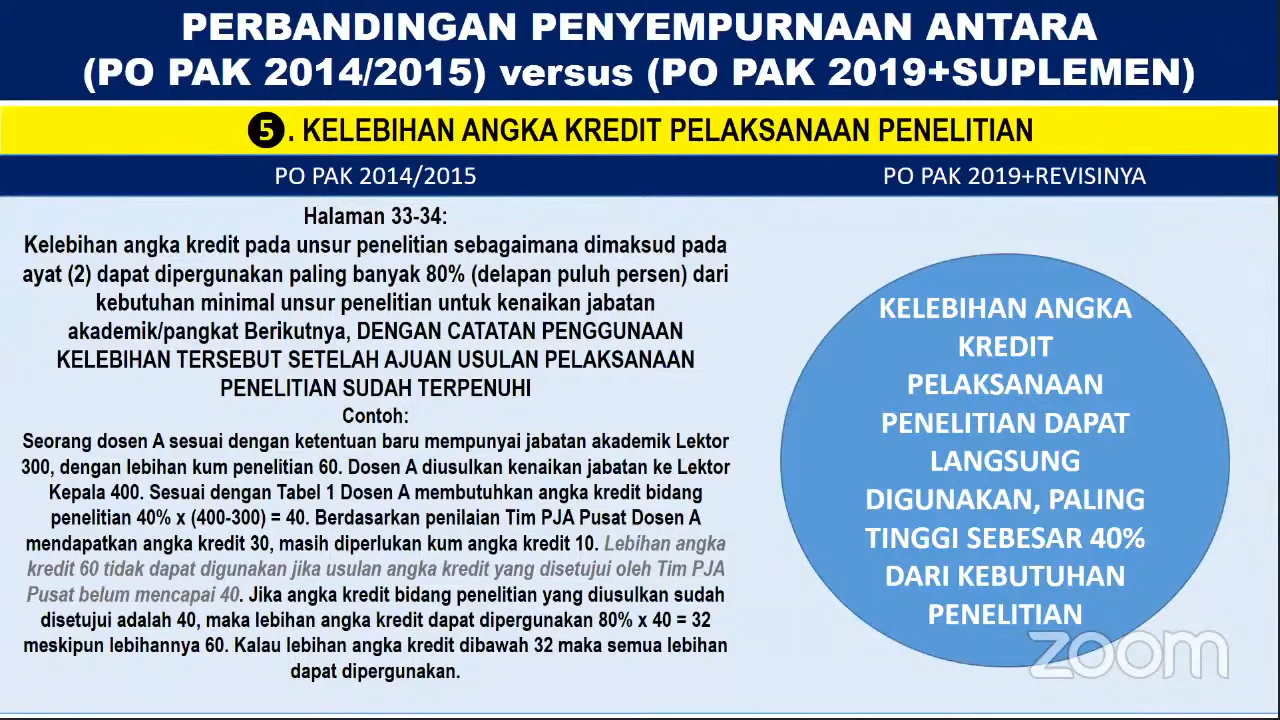 PERBANDINGAN PENYEMPURNAAN ANTARA
(PO PAK 2014/2015) versus (PO PAK 2019+SUPLEMEN)
❺. KELEBIHAN ANGKA KREDIT PELAKSANAAN PENELITIAN
PO PAK 2014/2015
Halaman 33-34:
Kelebihan angka kredit pada unsur penelitian sebagaimana dimaksud pada
ayat (2) dapat dipergunakan paling banyak 80% (delapan puluh persen) dari
kebutuhan minimal unsur penelitian untuk kenaikan jabatan
akademik/pangkat Berikutnya, DENGAN CATATAN PENGGUNAAN
KELEBIHAN TERSEBUT SETELAH AJUAN USULAN PELAKSANAAN
PENELITIAN SUDAH TERPENUHI
Contoh:
Seorang dosen A sesuai dengan ketentuan baru mempunyai jabatan akademik Lektor
300, dengan lebihan kum penelitian 60. Dosen A diusulkan kenaikan jabatan ke Lektor
Kepala 400. Sesuai dengan Tabel 1 Dosen A membutuhkan angka kredit bidang
penelitian 40% x (400-300) = 40. Berdasarkan penilaian Tim PJA Pusat Dosen A
mendapatkan angka kredit 30, masih diperlukan kum angka kredit 10. Lebihan angka
kredit 60 tidak dapat digunakan jika usulan angka kredit yang disetujui oleh Tim PJA
Pusat belum mencapai 40. Jika angka kredit bidang penelitian yang diusulkan sudah
disetujui adalah 40, maka lebihan angka kredit dapat dipergunakan 80% x 40 = 32
meskipun lebihannya 60. Kalau lebihan angka kredit dibawah 32 maka semua lebihan
dapat dipergunakan.
PO PAK 2019+REVISINYA
KELEBIHAN ANGKA
KREDIT
PELAKSANAAN
PENELITIAN DAPAT
LANGSUNG
DIGUNAKAN, PALING
TINGGI SEBESAR 40%
DARI KEBUTUHAN
PENELITIAN
zoom